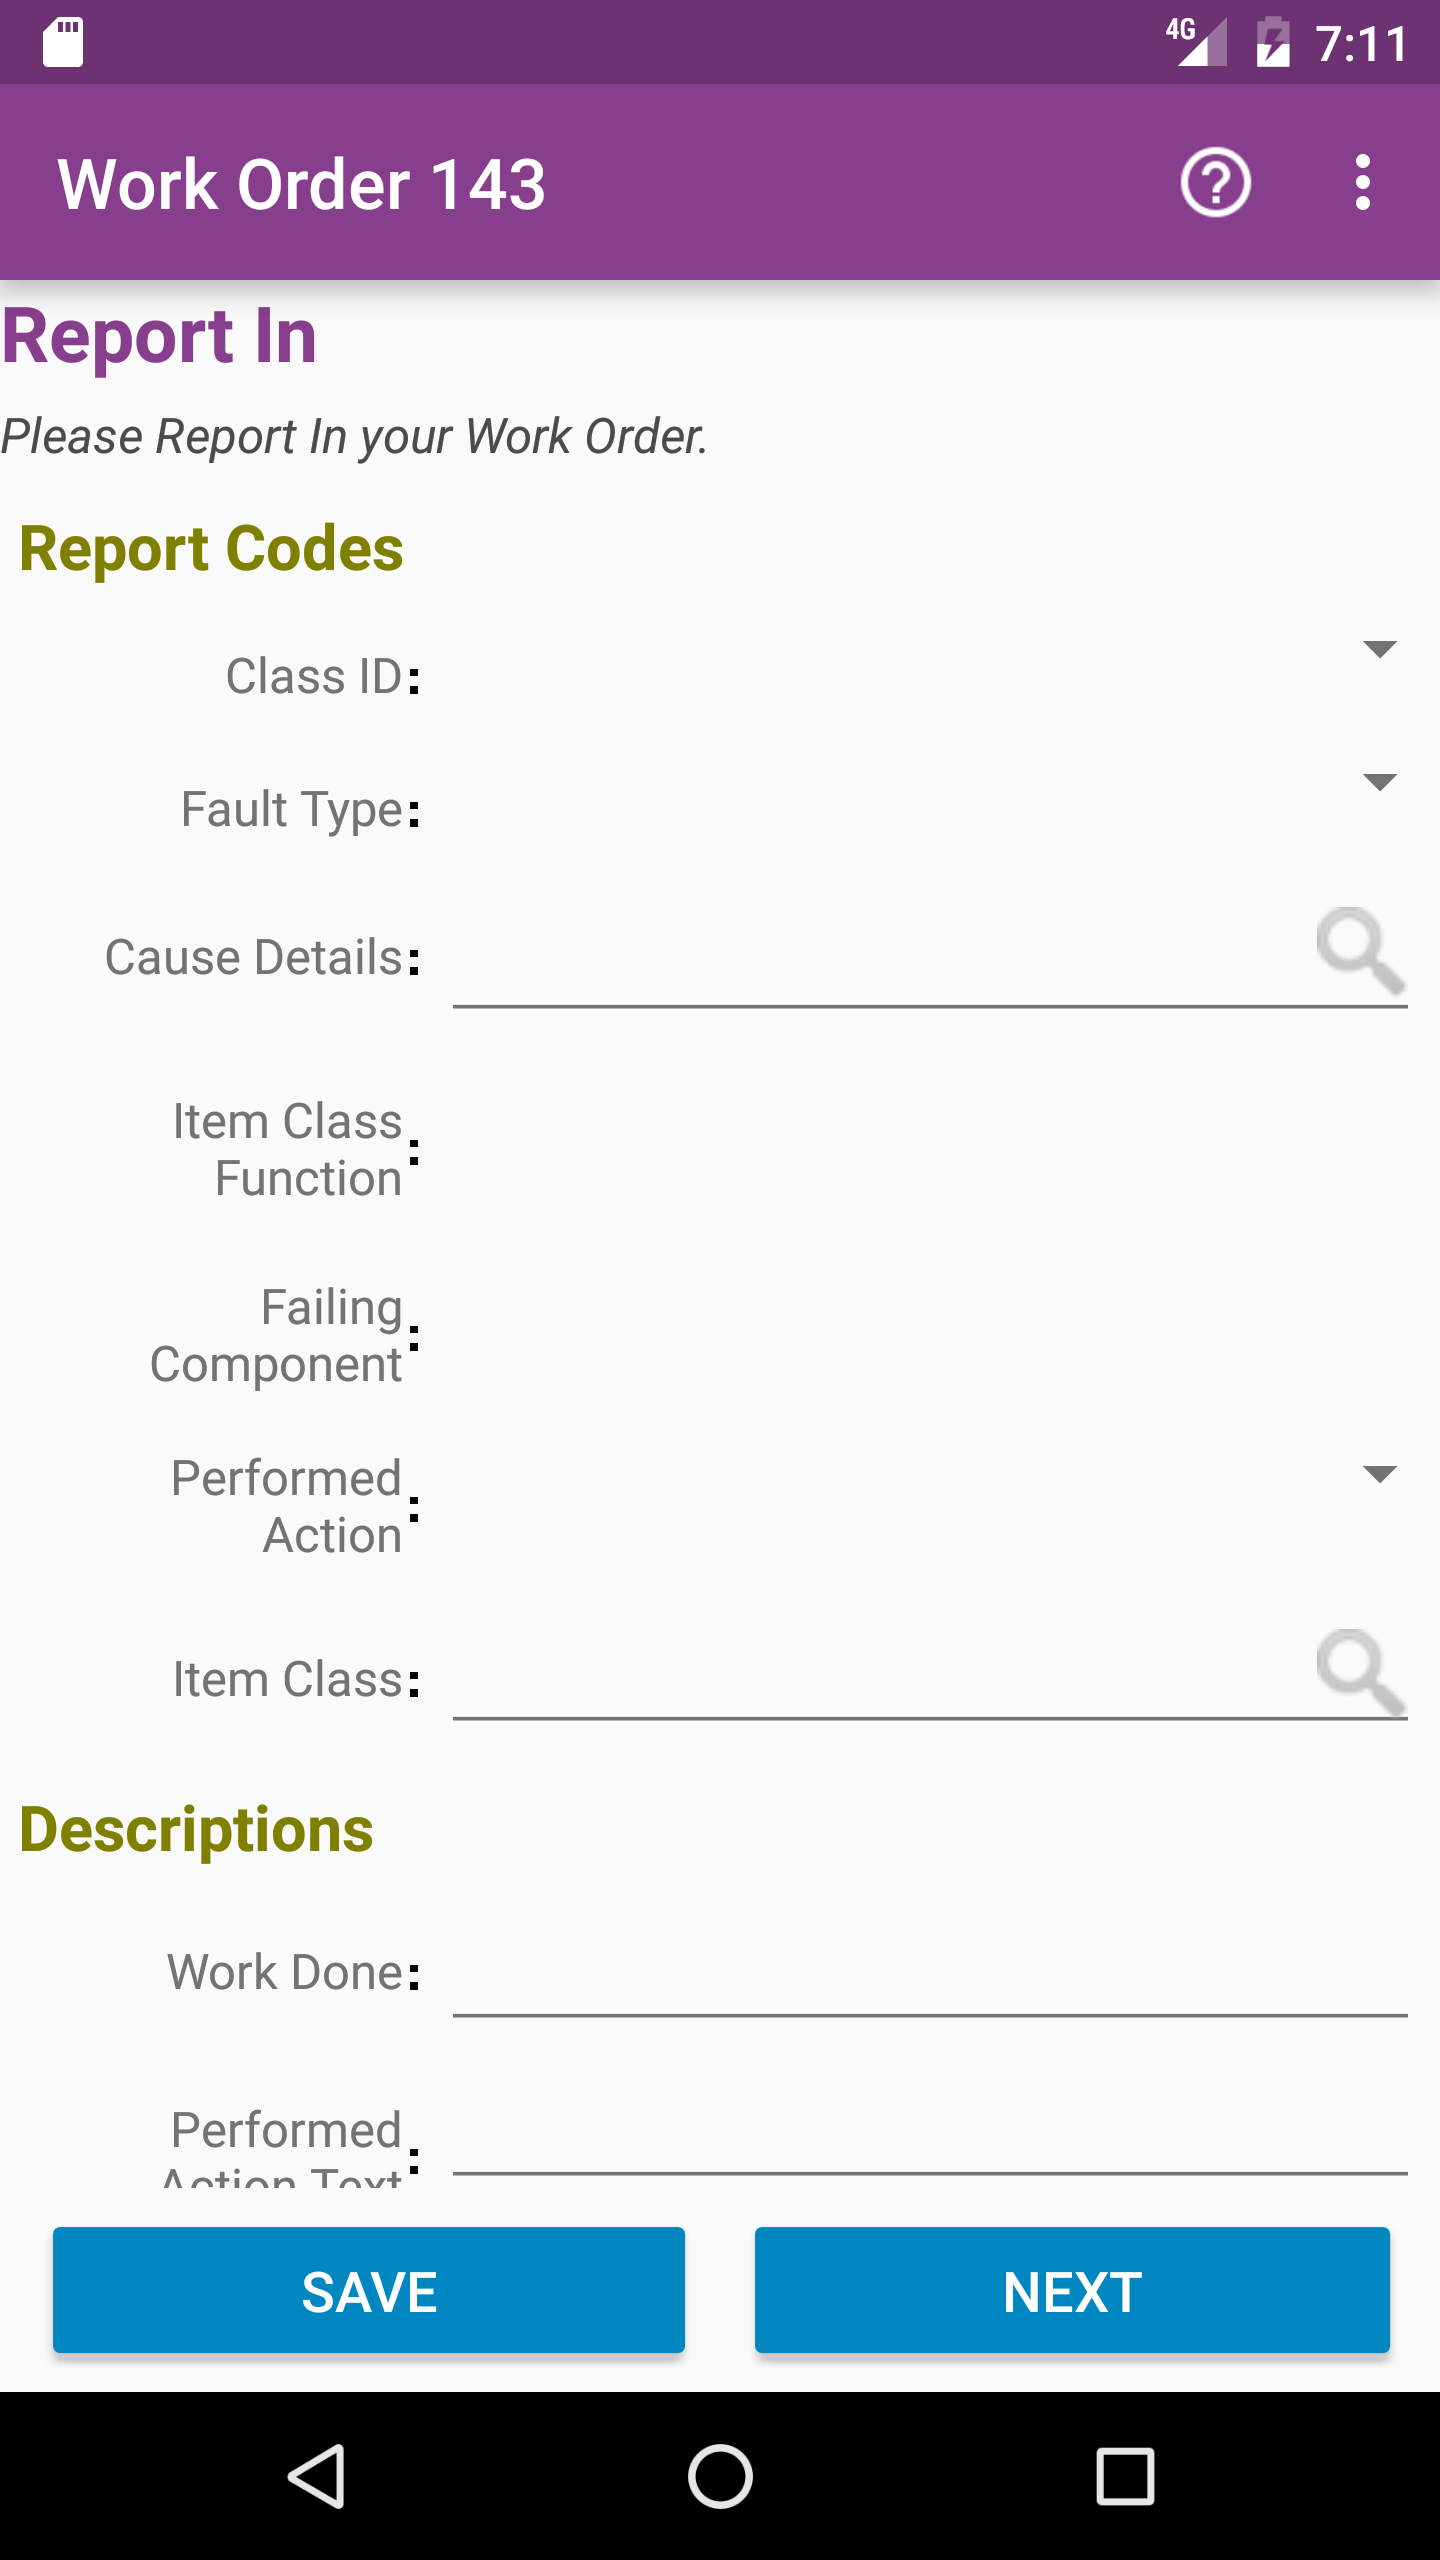 4G 7:11
Work Order 143
Report In
Please Report In your Work Order.
Report Codes
Class ID:
Fault Type:
Cause Details:
Item Class
Function:
Failing
Component:
Performed
Action:
Item Class:
Descriptions
Work Done:
Performed
Action Text:
SAVE NEXT